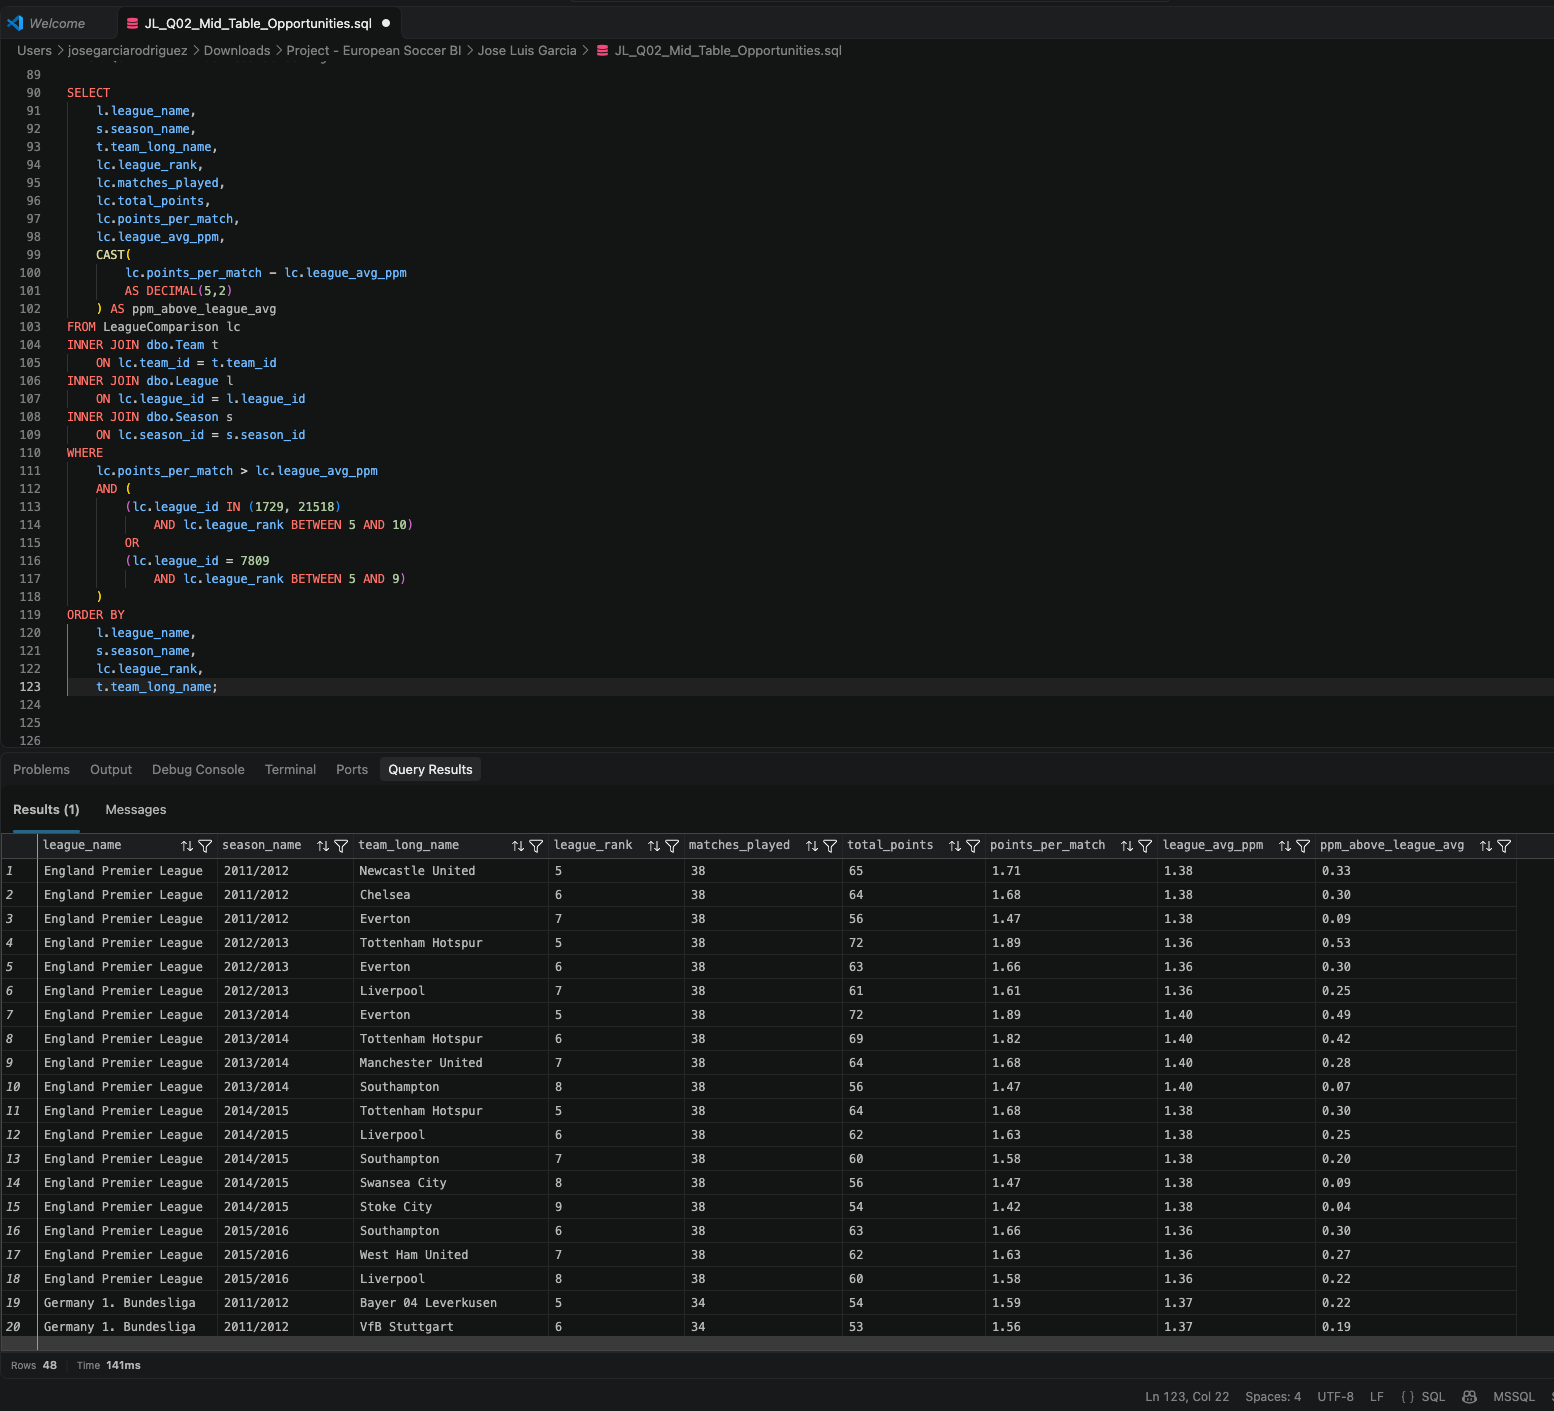 Welcome
JL_Q02_Mid_Table_Opportunities.sql
Users > josegarciarodriguez > Downloads > Project - European Soccer BI > Jose Luis Garcia > JL_Q02_Mid_Table_Opportunities.sql
89
90 SELECT
91 l.league_name,
92 s.season_name,
93 t.team_long_name,
94 lc.league_rank,
95 lc.matches_played,
96 lc.total_points,
97 lc.points_per_match,
98 lc.league_avg_ppm,
99 CAST(
100 lc.points_per_match - lc.league_avg_ppm
101 AS DECIMAL(5,2)
102 ) AS ppm_above_league_avg
103 FROM LeagueComparison lc
104 INNER JOIN dbo.Team t
105 ON lc.team_id = t.team_id
106 INNER JOIN dbo.League l
107 ON lc.league_id = l.league_id
108 INNER JOIN dbo.Season s
109 ON lc.season_id = s.season_id
110 WHERE
111 lc.points_per_match > lc.league_avg_ppm
112 AND (
113 (lc.league_id IN (1729, 21518)
114 AND lc.league_rank BETWEEN 5 AND 10)
115 OR
116 (lc.league_id = 7809
117 AND lc.league_rank BETWEEN 5 AND 9)
118 )
119 ORDER BY
120 l.league_name,
121 s.season_name,
122 lc.league_rank,
123 t.team_long_name;
124
125
126
Problems Output Debug Console Terminal Ports Query Results
Results (1) Messages
league_name season_name team_long_name league_rank matches_played total_points points_per_match league_avg_ppm ppm_above_league_avg
1 England Premier League 2011/2012 Newcastle United 5 38 65 1.71 1.38 0.33
2 England Premier League 2011/2012 Chelsea 6 38 64 1.68 1.38 0.30
3 England Premier League 2011/2012 Everton 7 38 56 1.47 1.38 0.09
4 England Premier League 2012/2013 Tottenham Hotspur 5 38 72 1.89 1.36 0.53
5 England Premier League 2012/2013 Everton 6 38 63 1.66 1.36 0.30
6 England Premier League 2012/2013 Liverpool 7 38 61 1.61 1.36 0.25
7 England Premier League 2013/2014 Everton 5 38 72 1.89 1.40 0.49
8 England Premier League 2013/2014 Tottenham Hotspur 6 38 69 1.82 1.40 0.42
9 England Premier League 2013/2014 Manchester United 7 38 64 1.68 1.40 0.28
10 England Premier League 2013/2014 Southampton 8 38 56 1.47 1.40 0.07
11 England Premier League 2014/2015 Tottenham Hotspur 5 38 64 1.68 1.38 0.30
12 England Premier League 2014/2015 Liverpool 6 38 62 1.63 1.38 0.25
13 England Premier League 2014/2015 Southampton 7 38 60 1.58 1.38 0.20
14 England Premier League 2014/2015 Swansea City 8 38 56 1.47 1.38 0.09
15 England Premier League 2014/2015 Stoke City 9 38 54 1.42 1.38 0.04
16 England Premier League 2015/2016 Southampton 6 38 63 1.66 1.36 0.30
17 England Premier League 2015/2016 West Ham United 7 38 62 1.63 1.36 0.27
18 England Premier League 2015/2016 Liverpool 8 38 60 1.58 1.36 0.22
19 Germany 1. Bundesliga 2011/2012 Bayer 04 Leverkusen 5 34 54 1.59 1.37 0.22
20 Germany 1. Bundesliga 2011/2012 VfB Stuttgart 6 34 53 1.56 1.37 0.19
Rows 48 Time 141ms
Ln 123, Col 22 Spaces: 4 UTF-8 LF { } SQL MSSQL